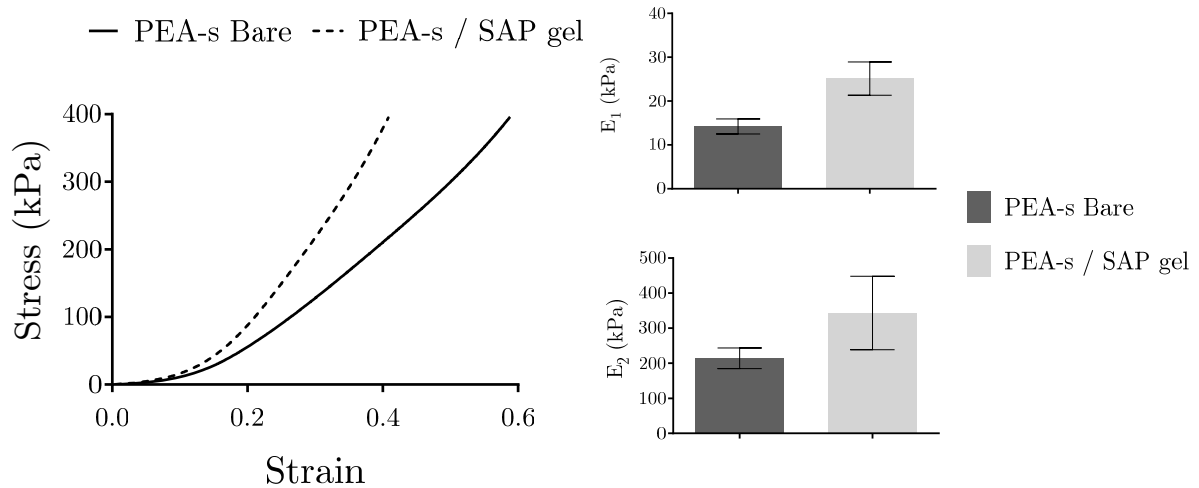 PEA-s Bare PEA-s / SAP gel
400
300
200
100
0
Stress (kPa)
0.0 0.2 0.4 0.6
Strain
40
30
20
10
0
E1 (kPa)
500
400
300
200
100
0
E2 (kPa)
PEA-s Bare
PEA-s / SAP gel